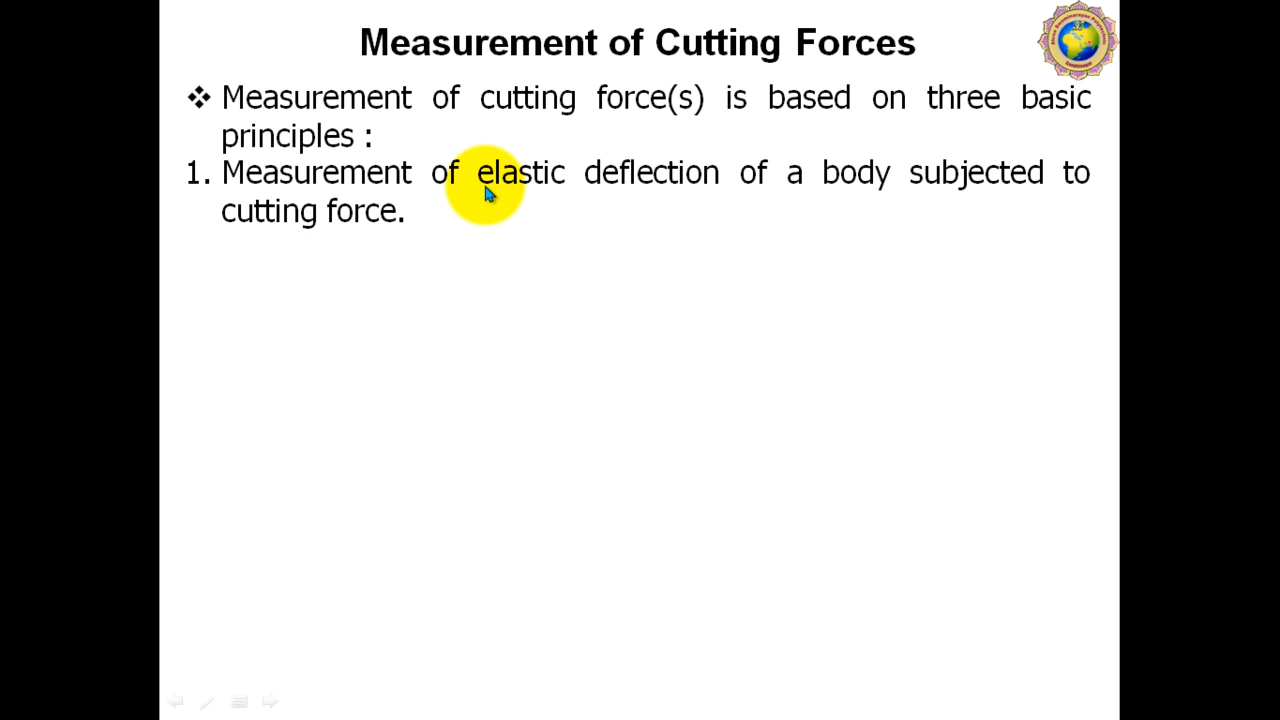 Measurement of Cutting Forces
❖ Measurement of cutting force(s) is based on three basic
principles :
1. Measurement of elastic deflection of a body subjected to
cutting force.